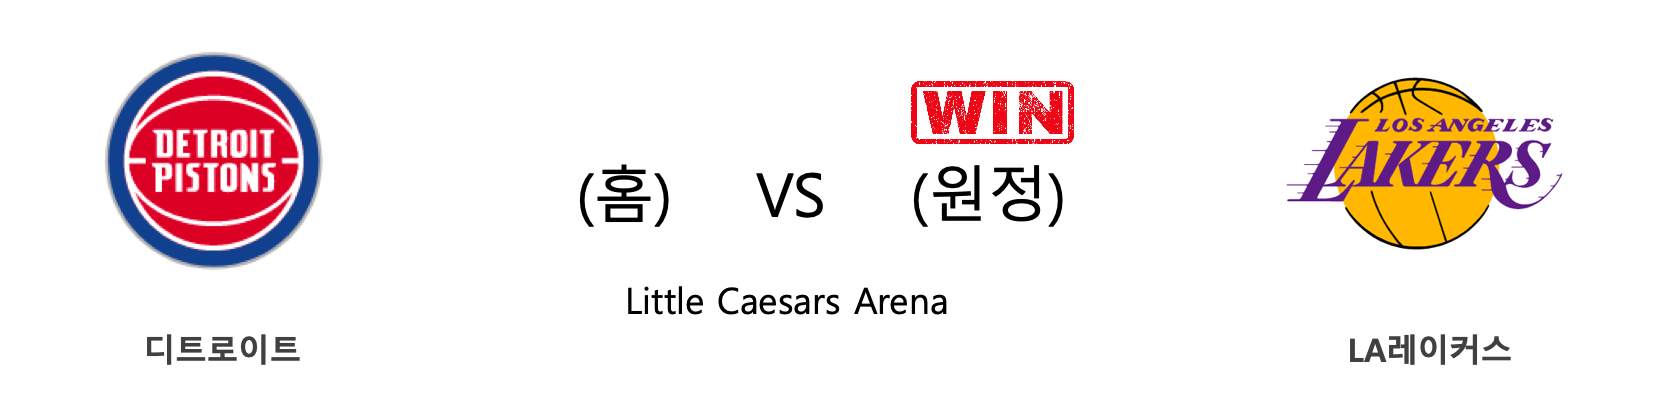 DETROIT
PISTONS
WIN
LOS ANGELES
LAKERS
(홈) VS (원정)
Little Caesars Arena
디트로이트
LA레이커스